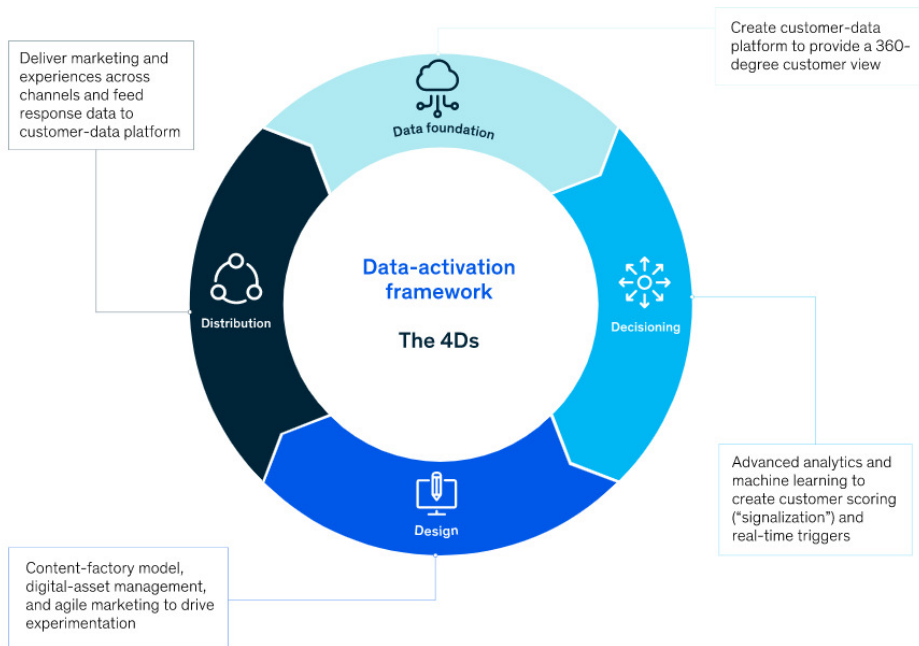 Create customer-data
platform to provide a 360-
degree customer view
Deliver marketing and
experiences across
channels and feed
response data to
customer-data platform
Data foundation
Data-activation
framework
The 4Ds
Distribution
Decisioning
Design
Advanced analytics and
machine learning to
create customer scoring
(“signalization”) and
real-time triggers
Content-factory model,
digital-asset management,
and agile marketing to drive
experimentation